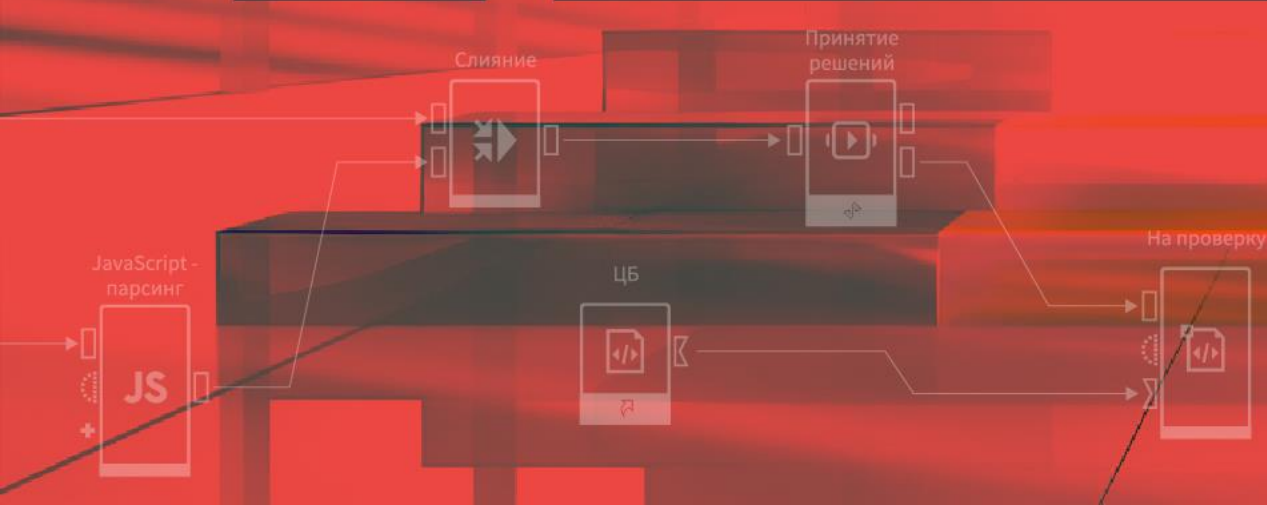 Принятие
решений
Слияние
На проверку
JavaScript -
парсинг
ЦБ
JS